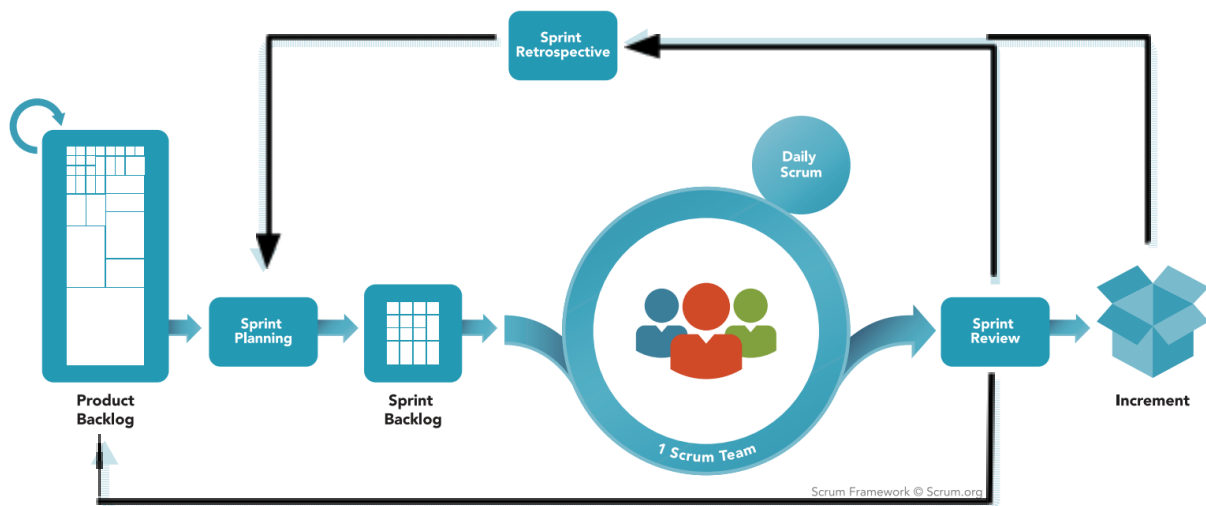 Sprint
Retrospective
Daily
Scrum
Sprint
Planning
Sprint
Review
Product
Backlog
Sprint
Backlog
Increment
1 Scrum Team
Scrum Framework © Scrum.org